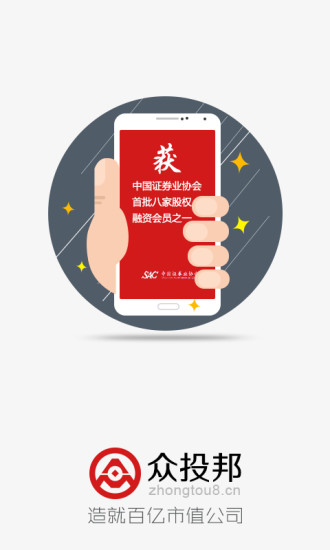 获
中国证券业协会
首批八家股权
融资会员之一
SAC 中国证券业协
众投邦
zhongtou8.cn
造就百亿市值公司